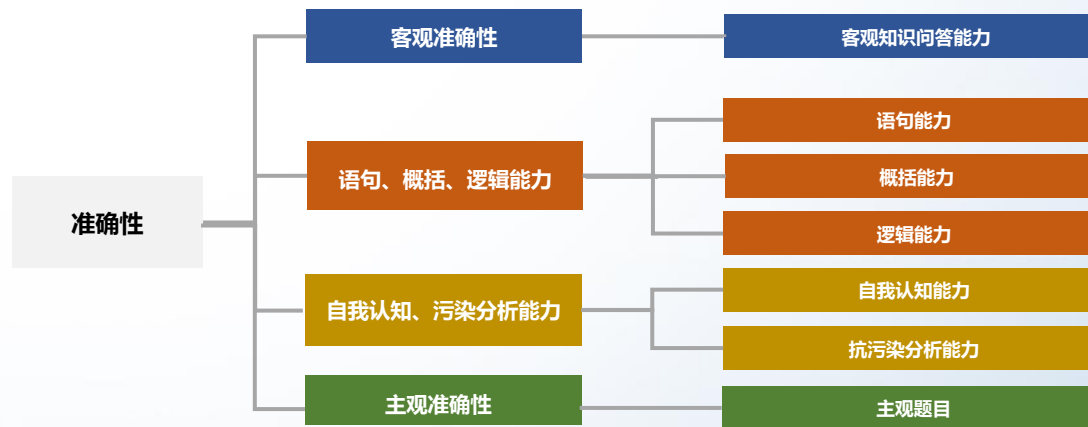 准确性
客观准确性
客观知识问答能力
语句、概括、逻辑能力
语句能力
概括能力
逻辑能力
自我认知、污染分析能力
自我认知能力
抗污染分析能力
主观准确性
主观题目